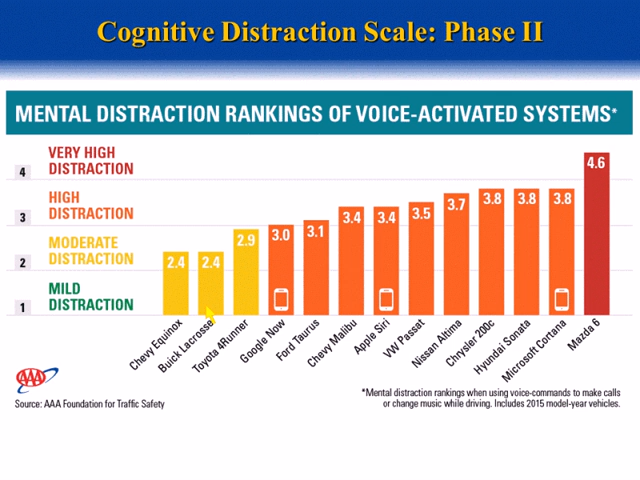 Cognitive Distraction Scale: Phase II
MENTAL DISTRACTION RANKINGS OF VOICE-ACTIVATED SYSTEMS*
4
VERY HIGH
DISTRACTION
3
HIGH
DISTRACTION
2
MODERATE
DISTRACTION
1
MILD
DISTRACTION
2.4
2.4
2.9
3.0
3.1
3.4
3.4
3.5
3.7
3.8
3.8
3.8
4.6
Chevy Equinox
Buick Lacrosse
Toyota 4Runner
Google Now
Ford Taurus
Chevy Malibu
Apple Siri
VW Passat
Nissan Altima
Chrysler 200c
Hyundai Sonata
Microsoft Cortana
Mazda 6
AAA
Source: AAA Foundation for Traffic Safety
*Mental distraction rankings when using voice-commands to make calls
or change music while driving. Includes 2015 model-year vehicles.